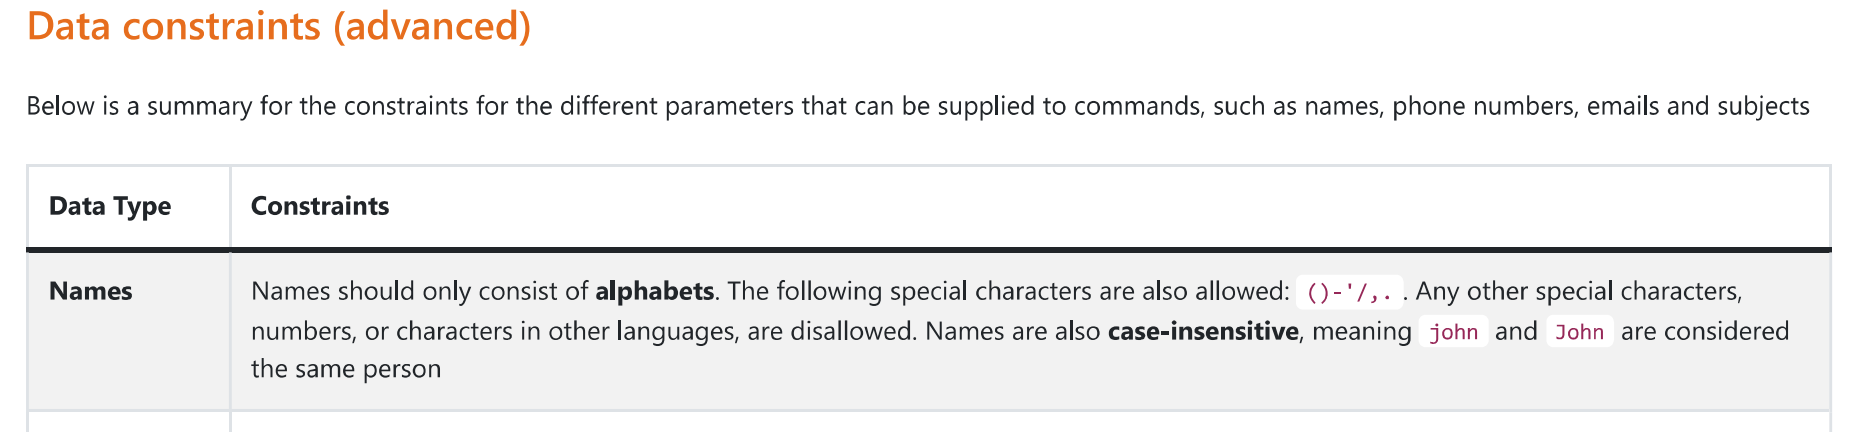 Data constraints (advanced)
Below is a summary for the constraints for the different parameters that can be supplied to commands, such as names, phone numbers, emails and subjects
Data Type
Constraints
Names
Names should only consist of alphabets. The following special characters are also allowed: ()-'/,. . Any other special characters,
numbers, or characters in other languages, are disallowed. Names are also case-insensitive, meaning john and John are considered
the same person